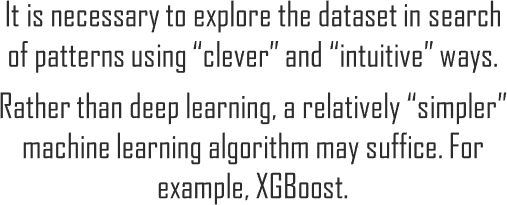 It is necessary to explore the dataset in search
of patterns using “clever” and “intuitive” ways.
Rather than deep learning, a relatively “simpler”
machine learning algorithm may suffice. For
example, XGBoost.